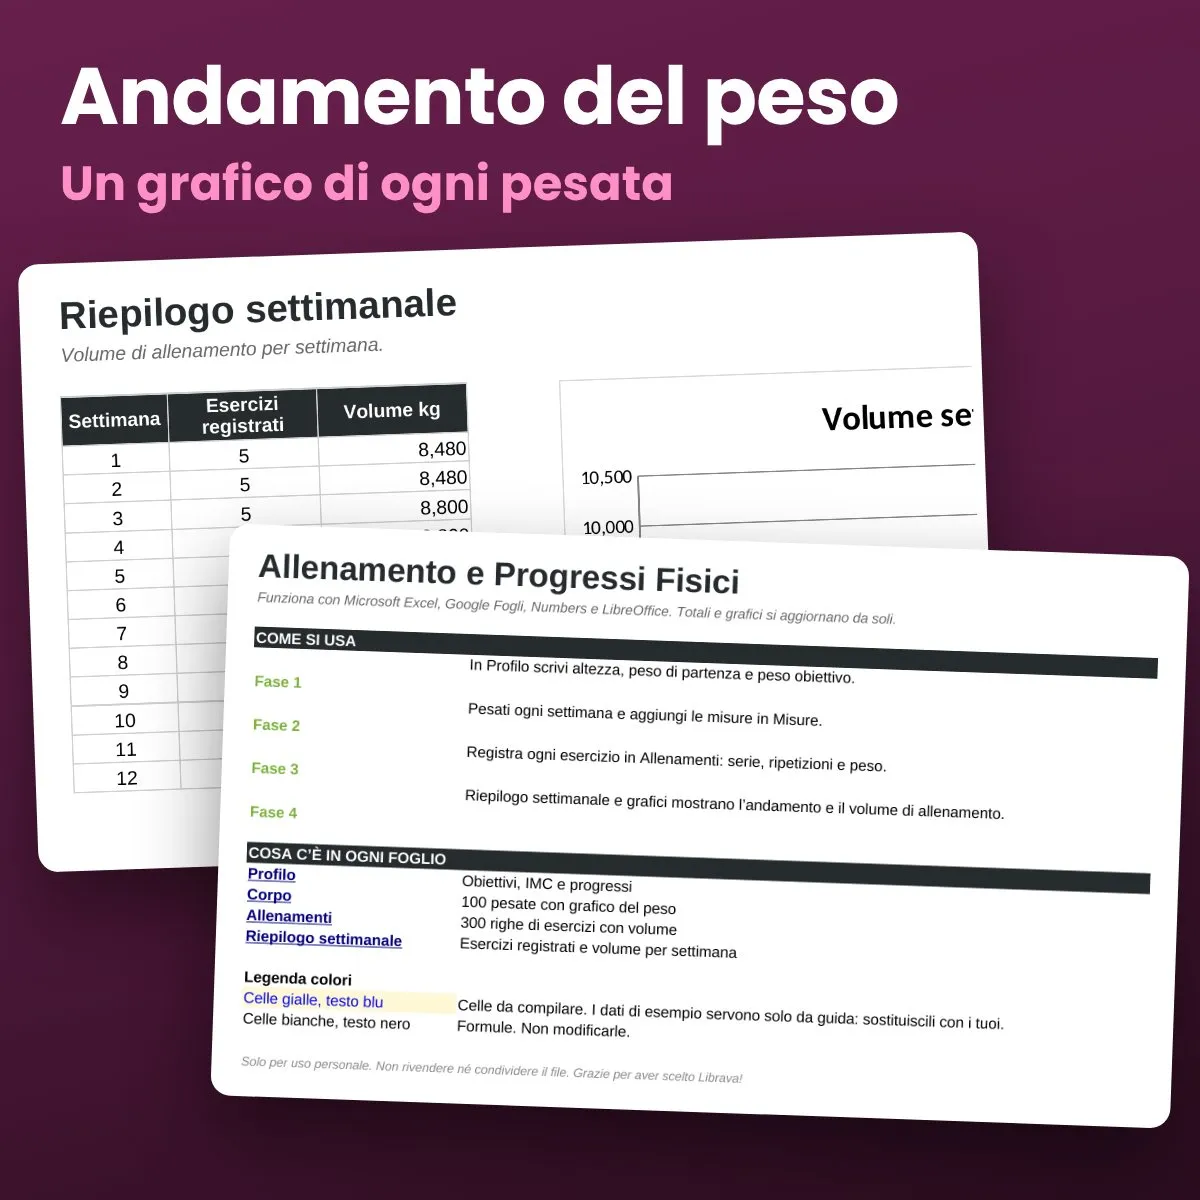 Andamento del peso
Un grafico di ogni pesata
Riepilogo settimanale
Volume di allenamento per settimana.
Settimana Esercizi registrati Volume kg
1 5 8,480
2 5 8,480
3 5 8,800
4
5
6
7
8
9
10
11
12
Volume se
10,500
10,000
Allenamento e Progressi Fisici
Funziona con Microsoft Excel, Google Fogli, Numbers e LibreOffice. Totali e grafici si aggiornano da soli.
COME SI USA
Fase 1 In Profilo scrivi altezza, peso di partenza e peso obiettivo.
Fase 2 Pesati ogni settimana e aggiungi le misure in Misure.
Fase 3 Registra ogni esercizio in Allenamenti: serie, ripetizioni e peso.
Fase 4 Riepilogo settimanale e grafici mostrano l’andamento e il volume di allenamento.
COSA C’È IN OGNI FOGLIO
Profilo Obiettivi, IMC e progressi
Corpo 100 pesate con grafico del peso
Allenamenti 300 righe di esercizi con volume
Riepilogo settimanale Esercizi registrati e volume per settimana
Legenda colori
Celle gialle, testo blu Celle da compilare. I dati di esempio servono solo da guida: sostituiscili con i tuoi.
Celle bianche, testo nero Formule. Non modificarle.
Solo per uso personale. Non rivendere né condividere il file. Grazie per aver scelto Librava!